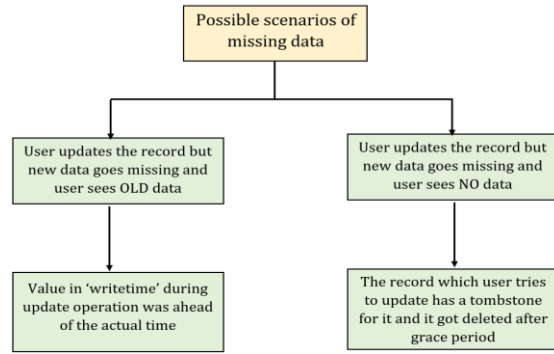 Possible scenarios of
missing data
User updates the record but
new data goes missing and
user sees OLD data
User updates the record but
new data goes missing and
user sees NO data
Value in ‘writetime’ during
update operation was ahead
of the actual time
The record which user tries
to update has a tombstone
for it and it got deleted after
grace period